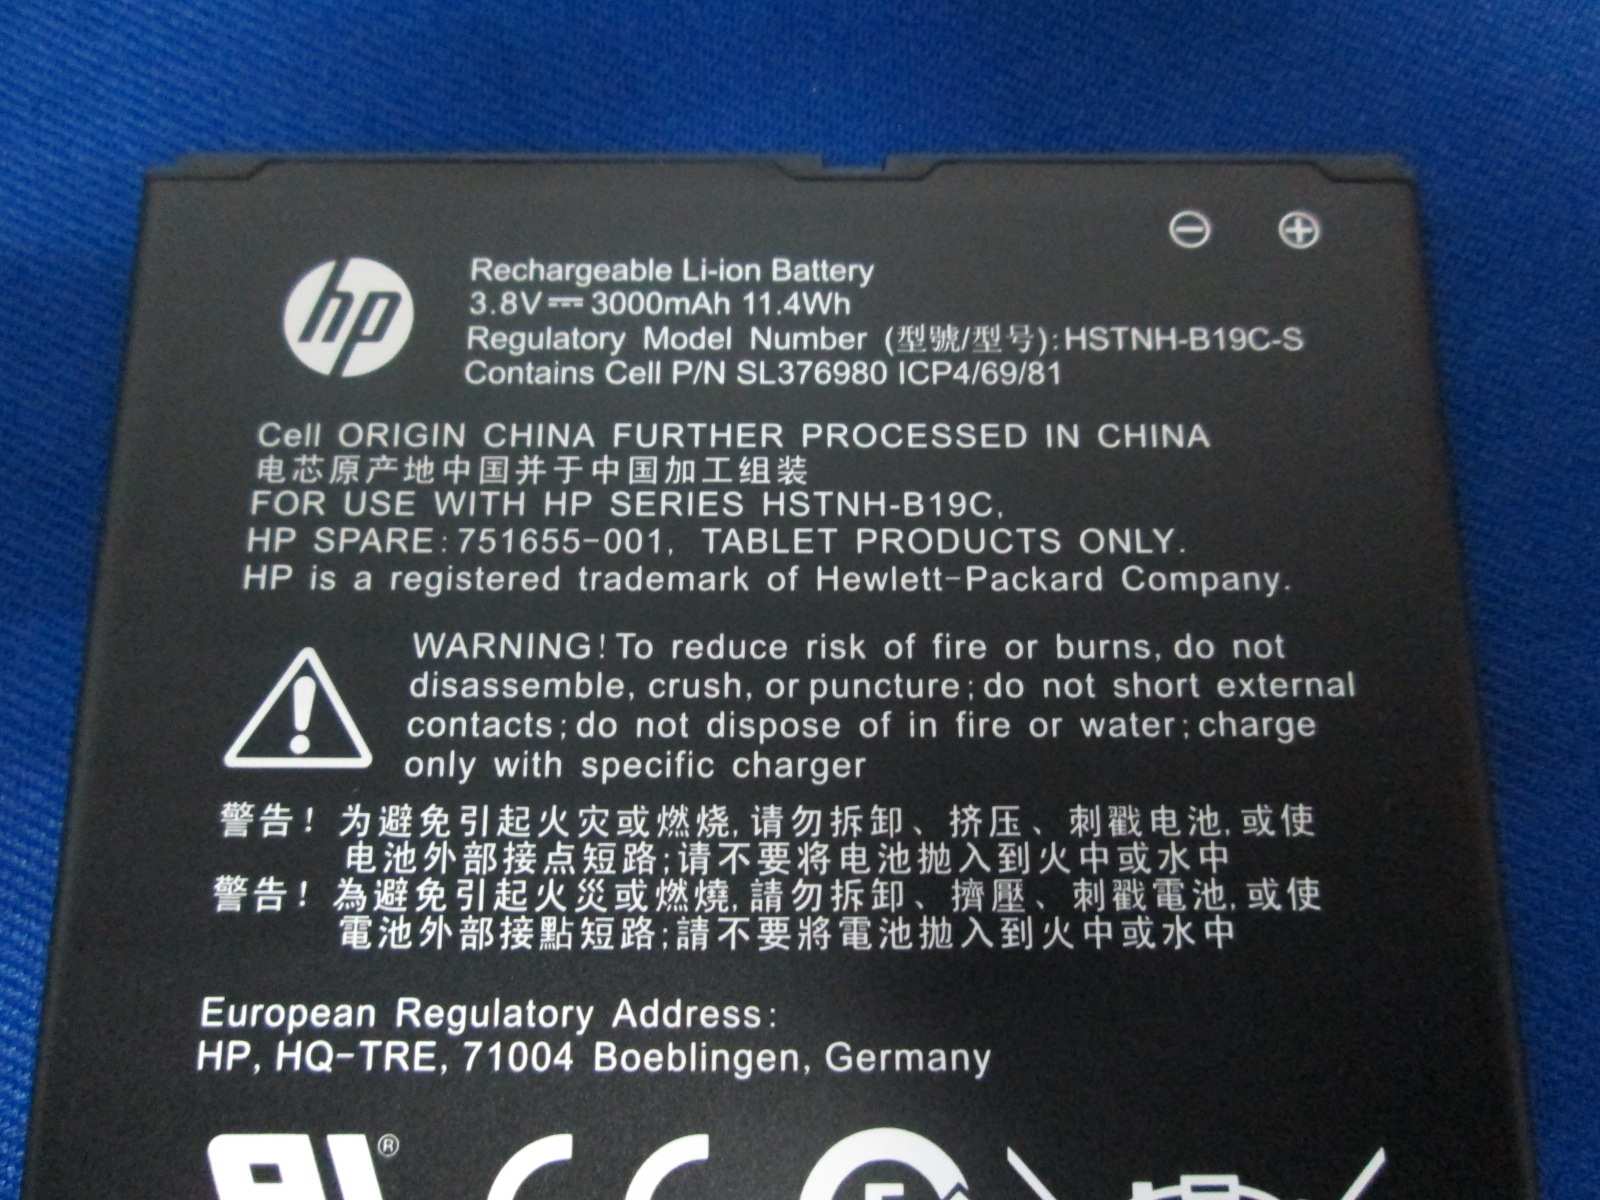 hp
Rechargeable Li-ion Battery
3.8V⎓3000mAh 11.4Wh
Regulatory Model Number (型號/型号):HSTNH-B19C-S
Contains Cell P/N SL376980 ICP4/69/81
Cell ORIGIN CHINA FURTHER PROCESSED IN CHINA
电芯原产地中国并于中国加工组装
FOR USE WITH HP SERIES HSTNH-B19C,
HP SPARE:751655-001, TABLET PRODUCTS ONLY.
HP is a registered trademark of Hewlett-Packard Company.
WARNING! To reduce risk of fire or burns, do not
disassemble, crush, or puncture; do not short external
contacts; do not dispose of in fire or water; charge
only with specific charger
警告! 为避免引起火灾或燃烧,请勿拆卸、挤压、刺戳电池,或使
电池外部接点短路;请不要将电池抛入到火中或水中
警告! 為避免引起火災或燃燒,請勿拆卸、擠壓、刺戳電池,或使
電池外部接點短路;請不要將電池抛入到火中或水中
European Regulatory Address:
HP, HQ-TRE, 71004 Boeblingen, Germany